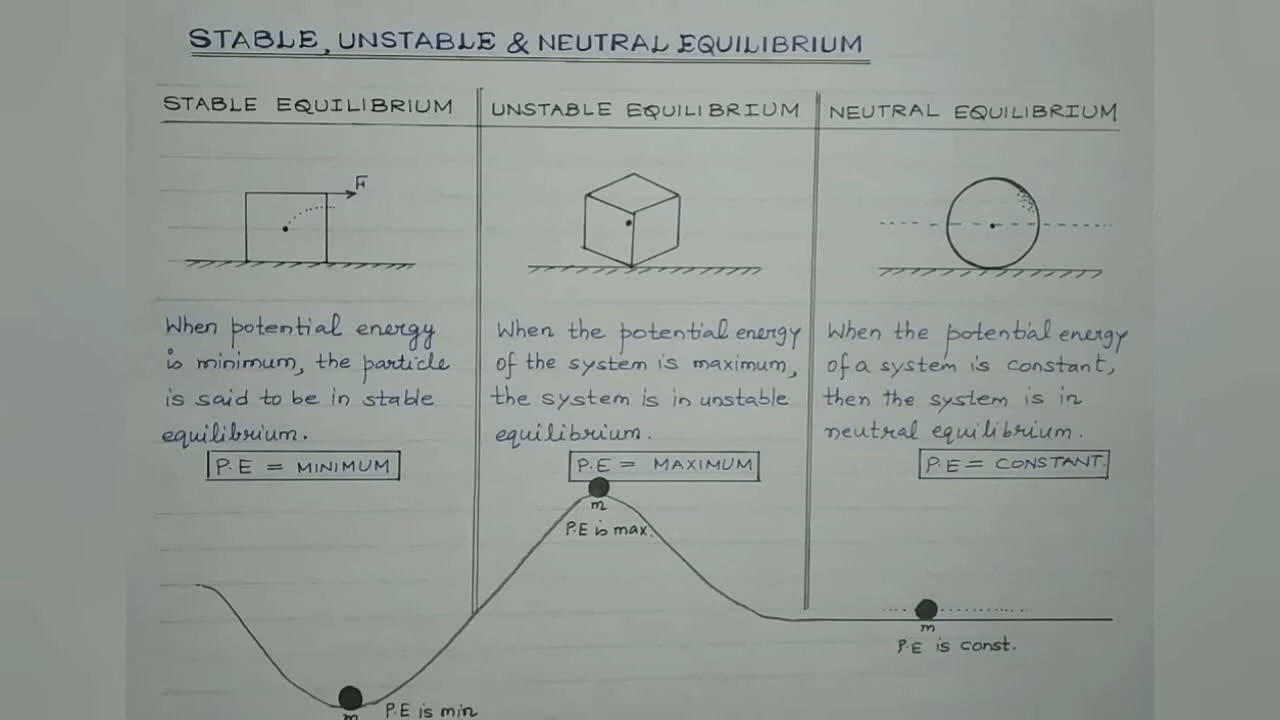 STABLE, UNSTABLE & NEUTRAL EQUILIBRIUM
STABLE EQUILIBRIUM
F
When potential energy
is minimum, the particle
is said to be in stable
equilibrium.
P.E = MINIMUM
UNSTABLE EQUILIBRIUM
When the potential energy
of the system is maximum,
the system is in unstable
equilibrium.
P.E = MAXIMUM
NEUTRAL EQUILIBRIUM
When the potential energy
of a system is constant,
then the system is in
neutral equilibrium.
P.E = CONSTANT.
m
P.E is max.
m
P.E is const.
m
P.E is min